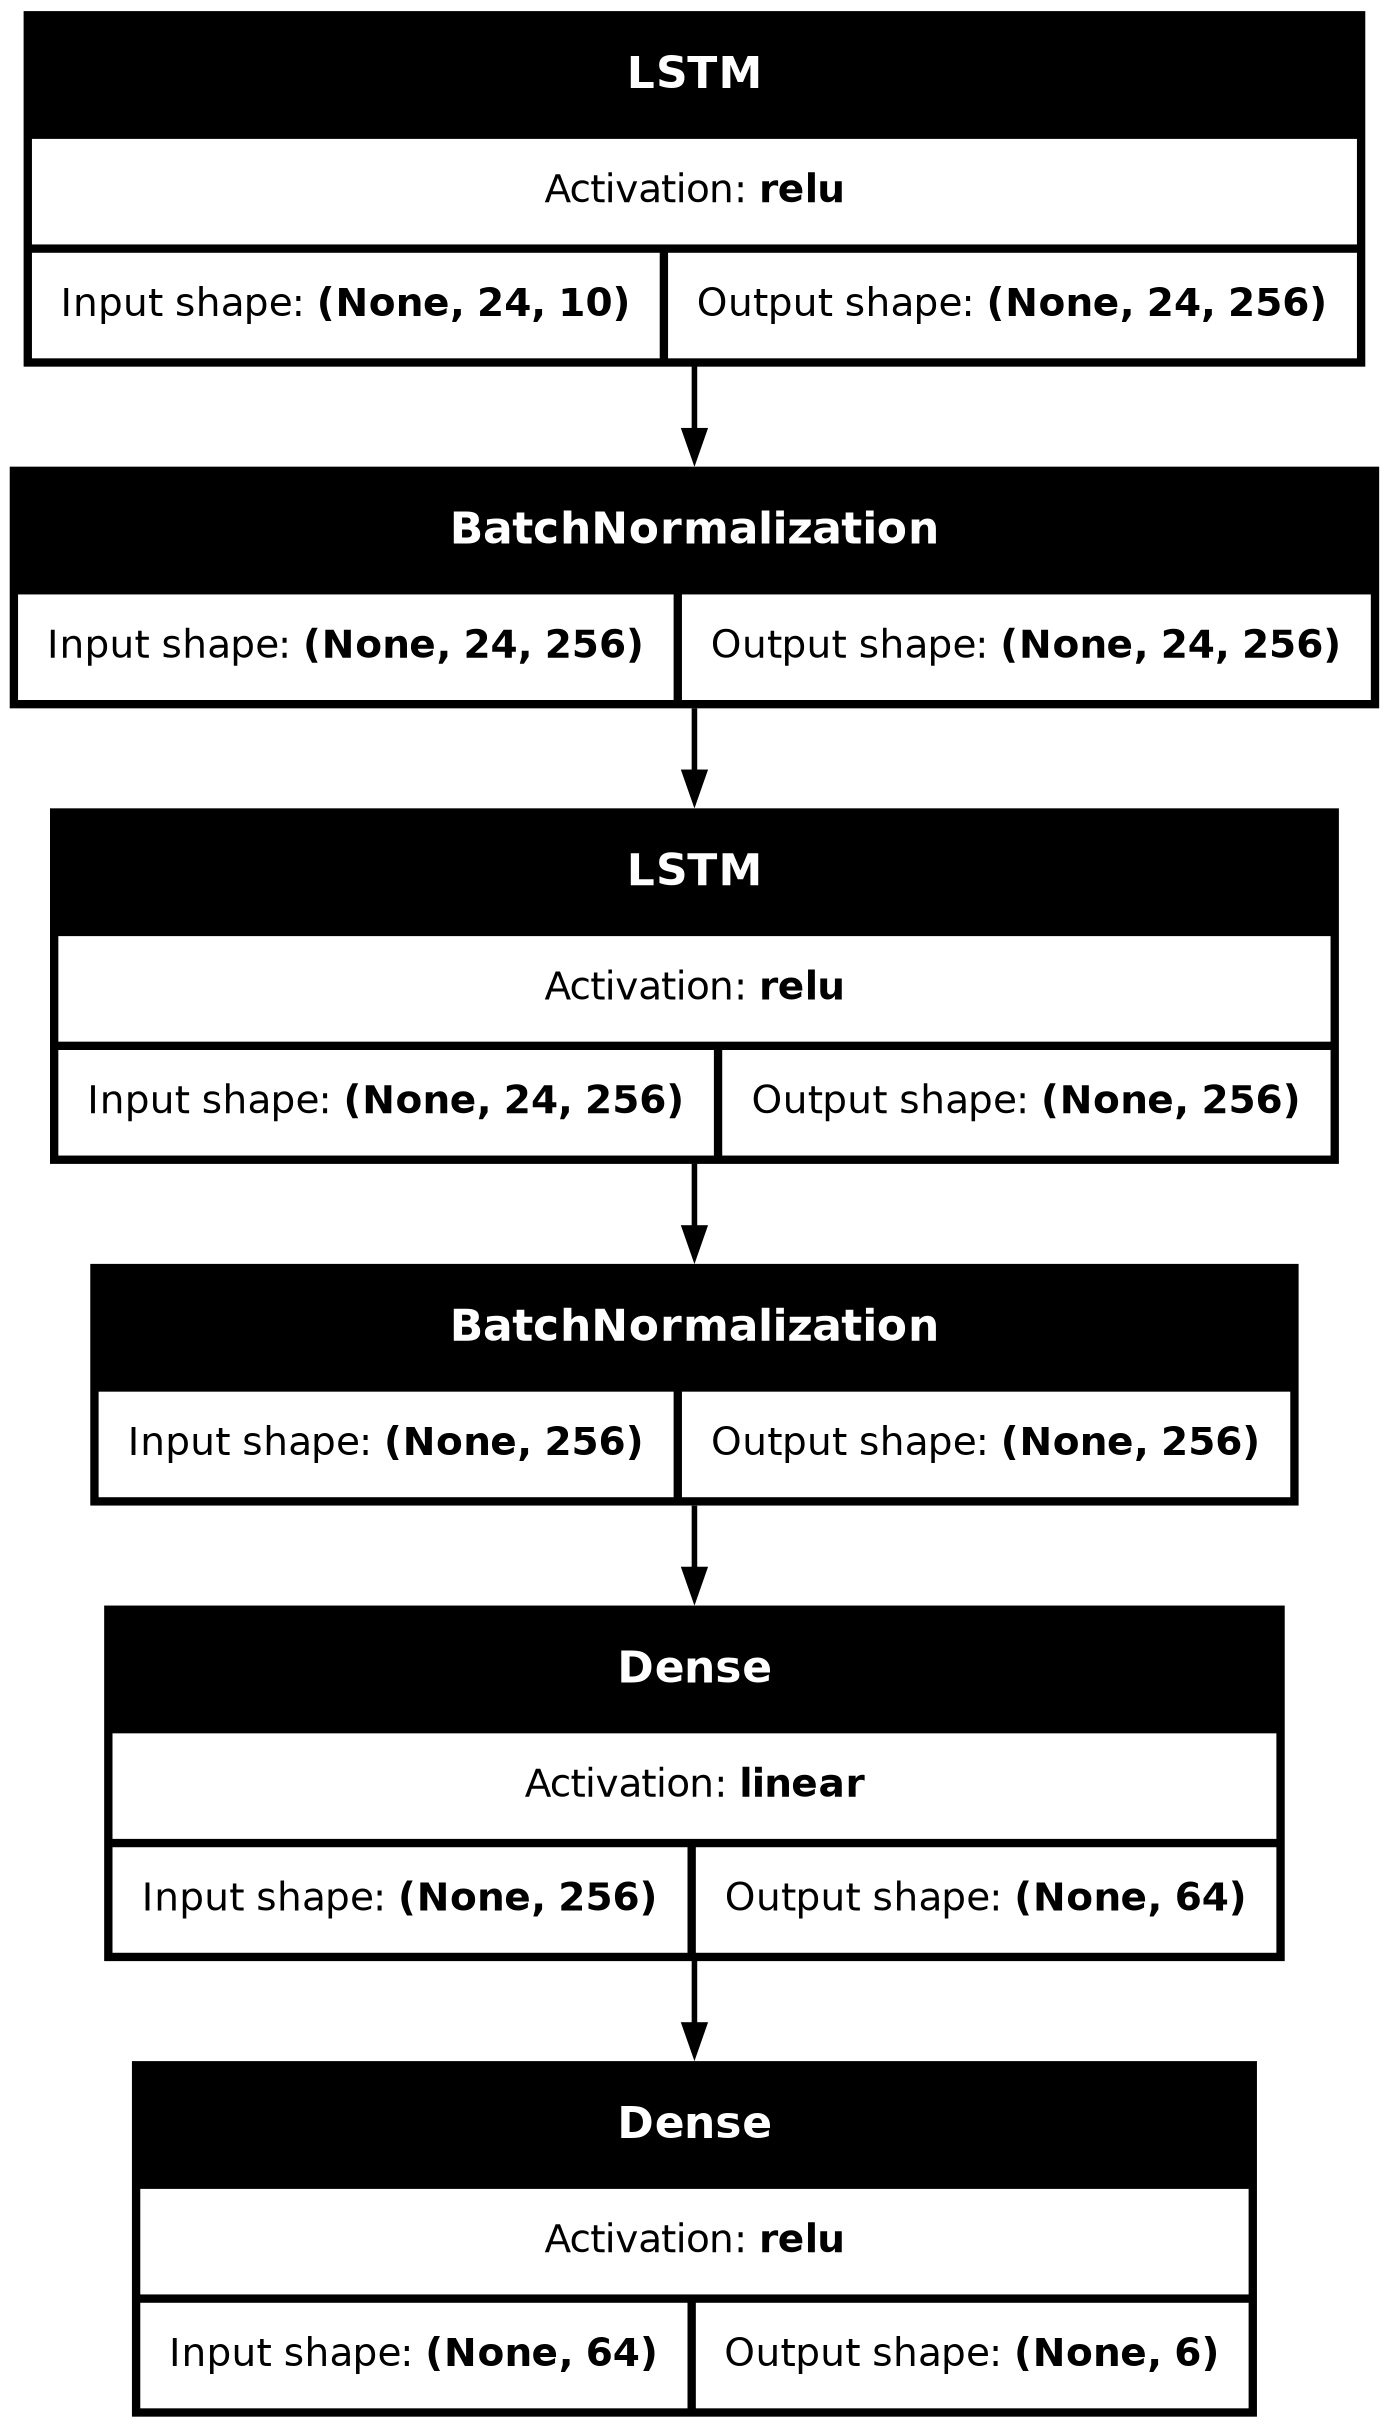 LSTM
Activation: relu
Input shape: (None, 24, 10) Output shape: (None, 24, 256)
BatchNormalization
Input shape: (None, 24, 256) Output shape: (None, 24, 256)
LSTM
Activation: relu
Input shape: (None, 24, 256) Output shape: (None, 256)
BatchNormalization
Input shape: (None, 256) Output shape: (None, 256)
Dense
Activation: linear
Input shape: (None, 256) Output shape: (None, 64)
Dense
Activation: relu
Input shape: (None, 64) Output shape: (None, 6)